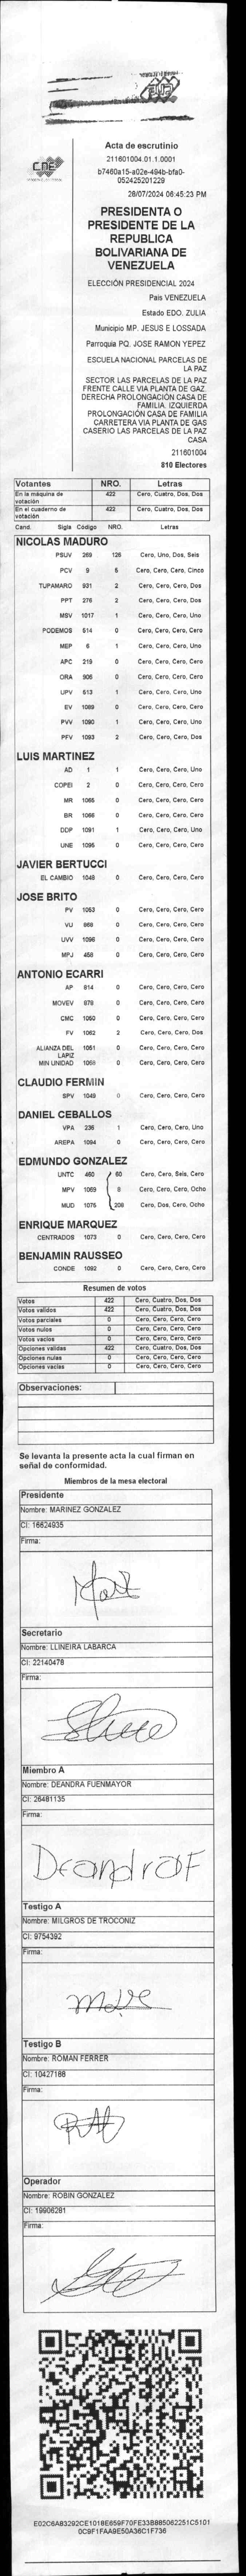 CNE
Acta de escrutinio
211601004.01.1.0001
b7460a15-a02e-494b-bfa0-
052425201229
28/07/2024 06:45:23 PM
PRESIDENTA O
PRESIDENTE DE LA
REPUBLICA
BOLIVARIANA DE
VENEZUELA
ELECCIÓN PRESIDENCIAL 2024
Pais VENEZUELA
Estado EDO. ZULIA
Municipio MP. JESUS E LOSSADA
Parroquia PQ. JOSE RAMON YEPEZ
ESCUELA NACIONAL PARCELAS DE
LA PAZ
SECTOR LAS PARCELAS DE LA PAZ
FRENTE CALLE VIA PLANTA DE GAZ.
DERECHA PROLONGACIÓN CASA DE
FAMILIA. IZQUIERDA
PROLONGACIÓN CASA DE FAMILIA
CARRETERA VIA PLANTA DE GAS
CASERIO LAS PARCELAS DE LA PAZ
CASA
211601004
810 Electores
Votantes NRO. Letras
En la máquina de votación 422 Cero, Cuatro, Dos, Dos
En el cuaderno de votación 422 Cero, Cuatro, Dos, Dos
Cand. Sigla Código NRO. Letras
NICOLAS MADURO
PSUV 269 126 Cero, Uno, Dos, Seis
PCV 9 5 Cero, Cero, Cero, Cinco
TUPAMARO 931 2 Cero, Cero, Cero, Dos
PPT 276 2 Cero, Cero, Cero, Dos
MSV 1017 1 Cero, Cero, Cero, Uno
PODEMOS 514 0 Cero, Cero, Cero, Cero
MEP 6 1 Cero, Cero, Cero, Uno
APC 219 0 Cero, Cero, Cero, Cero
ORA 906 0 Cero, Cero, Cero, Cero
UPV 513 1 Cero, Cero, Cero, Uno
EV 1089 0 Cero, Cero, Cero, Cero
PVV 1090 1 Cero, Cero, Cero, Uno
PFV 1093 2 Cero, Cero, Cero, Dos
LUIS MARTINEZ
AD 1 1 Cero, Cero, Cero, Uno
COPEI 2 0 Cero, Cero, Cero, Cero
MR 1065 0 Cero, Cero, Cero, Cero
BR 1066 0 Cero, Cero, Cero, Cero
DDP 1091 1 Cero, Cero, Cero, Uno
UNE 1095 0 Cero, Cero, Cero, Cero
JAVIER BERTUCCI
EL CAMBIO 1048 0 Cero, Cero, Cero, Cero
JOSE BRITO
PV 1053 0 Cero, Cero, Cero, Cero
VU 868 0 Cero, Cero, Cero, Cero
UVV 1096 0 Cero, Cero, Cero, Cero
MPJ 458 0 Cero, Cero, Cero, Cero
ANTONIO ECARRI
AP 814 0 Cero, Cero, Cero, Cero
MOVEV 879 0 Cero, Cero, Cero, Cero
CMC 1050 0 Cero, Cero, Cero, Cero
FV 1062 2 Cero, Cero, Cero, Dos
ALIANZA DEL LAPIZ 1051 0 Cero, Cero, Cero, Cero
MIN UNIDAD 1068 0 Cero, Cero, Cero, Cero
CLAUDIO FERMIN
SPV 1049 0 Cero, Cero, Cero, Cero
DANIEL CEBALLOS
VPA 236 1 Cero, Cero, Cero, Uno
AREPA 1094 0 Cero, Cero, Cero, Cero
EDMUNDO GONZALEZ
UNTC 460 60 Cero, Cero, Seis, Cero
MPV 1069 8 Cero, Cero, Cero, Ocho
MUD 1075 208 Cero, Dos, Cero, Ocho
ENRIQUE MARQUEZ
CENTRADOS 1073 0 Cero, Cero, Cero, Cero
BENJAMIN RAUSSEO
CONDE 1092 0 Cero, Cero, Cero, Cero
Resumen de votos
Votos 422 Cero, Cuatro, Dos, Dos
Votos validos 422 Cero, Cuatro, Dos, Dos
Votos parciales 0 Cero, Cero, Cero, Cero
Votos nulos 0 Cero, Cero, Cero, Cero
Votos vacios 0 Cero, Cero, Cero, Cero
Opciones validas 422 Cero, Cuatro, Dos, Dos
Opciones nulas 0 Cero, Cero, Cero, Cero
Opciones vacias 0 Cero, Cero, Cero, Cero
Observaciones:
Se levanta la presente acta la cual firman en
señal de conformidad.
Miembros de la mesa electoral
Presidente
Nombre: MARINEZ GONZALEZ
CI: 16624935
Firma:
Secretario
Nombre: LLINEIRA LABARCA
CI: 22140478
Firma:
Miembro A
Nombre: DEANDRA FUENMAYOR
CI: 26481135
Firma:
DeandraF
Testigo A
Nombre: MILGROS DE TROCONIZ
CI: 9754392
Firma:
Testigo B
Nombre: ROMAN FERRER
CI: 10427188
Firma:
Operador
Nombre: ROBIN GONZALEZ
CI: 19906281
Firma:
E02C6A83292CE1018E659F70FE33B885062251C5101
0C9F1FAA9E50A36C1F736